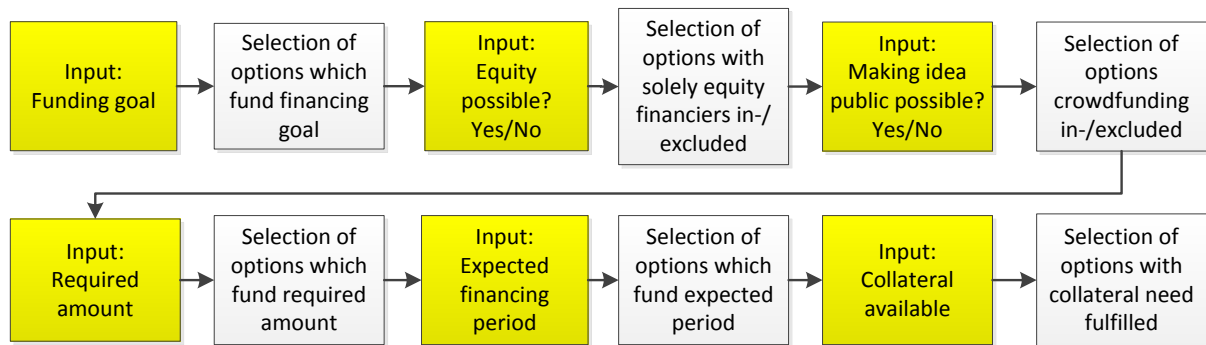 Input:
Funding goal
Selection of
options which
fund financing
goal
Input:
Equity
possible?
Yes/No
Selection of
options with
solely equity
financiers in-/
excluded
Input:
Making idea
public possible?
Yes/No
Selection of
options
crowdfunding
in-/excluded
Input:
Required
amount
Selection of
options which
fund required
amount
Input:
Expected
financing
period
Selection of
options which
fund expected
period
Input:
Collateral
available
Selection of
options with
collateral need
fulfilled